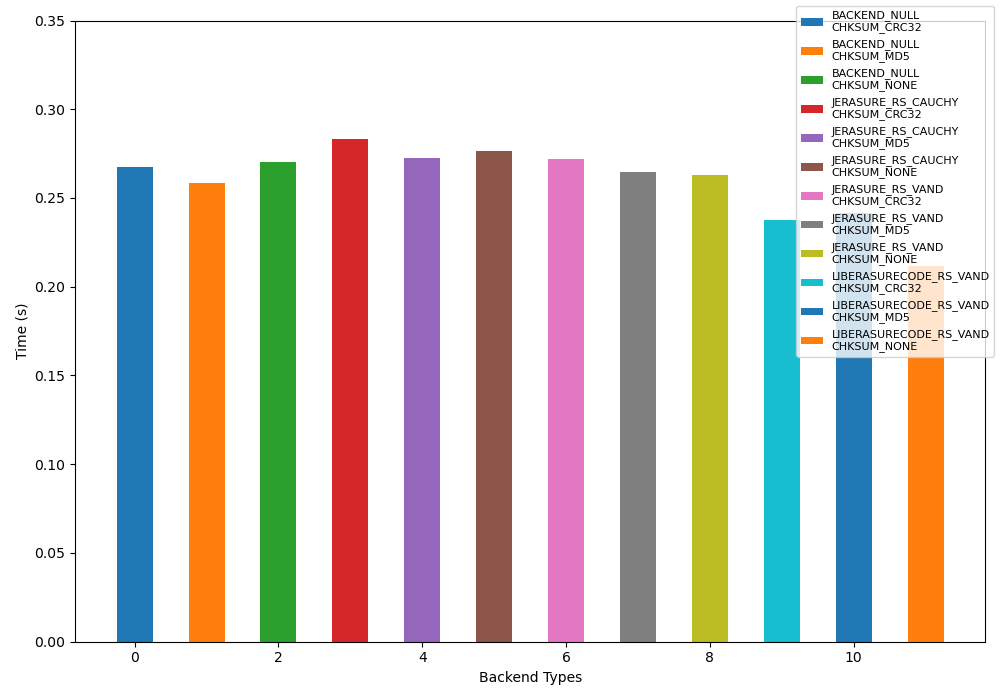 0.35
0.30
0.25
0.20
0.15
0.10
0.05
0.00
Time (s)
0
2
4
6
8
10
Backend Types
BACKEND_NULL
CHKSUM_CRC32
BACKEND_NULL
CHKSUM_MD5
BACKEND_NULL
CHKSUM_NONE
JERASURE_RS_CAUCHY
CHKSUM_CRC32
JERASURE_RS_CAUCHY
CHKSUM_MD5
JERASURE_RS_CAUCHY
CHKSUM_NONE
JERASURE_RS_VAND
CHKSUM_CRC32
JERASURE_RS_VAND
CHKSUM_MD5
JERASURE_RS_VAND
CHKSUM_NONE
LIBERASURECODE_RS_VAND
CHKSUM_CRC32
LIBERASURECODE_RS_VAND
CHKSUM_MD5
LIBERASURECODE_RS_VAND
CHKSUM_NONE